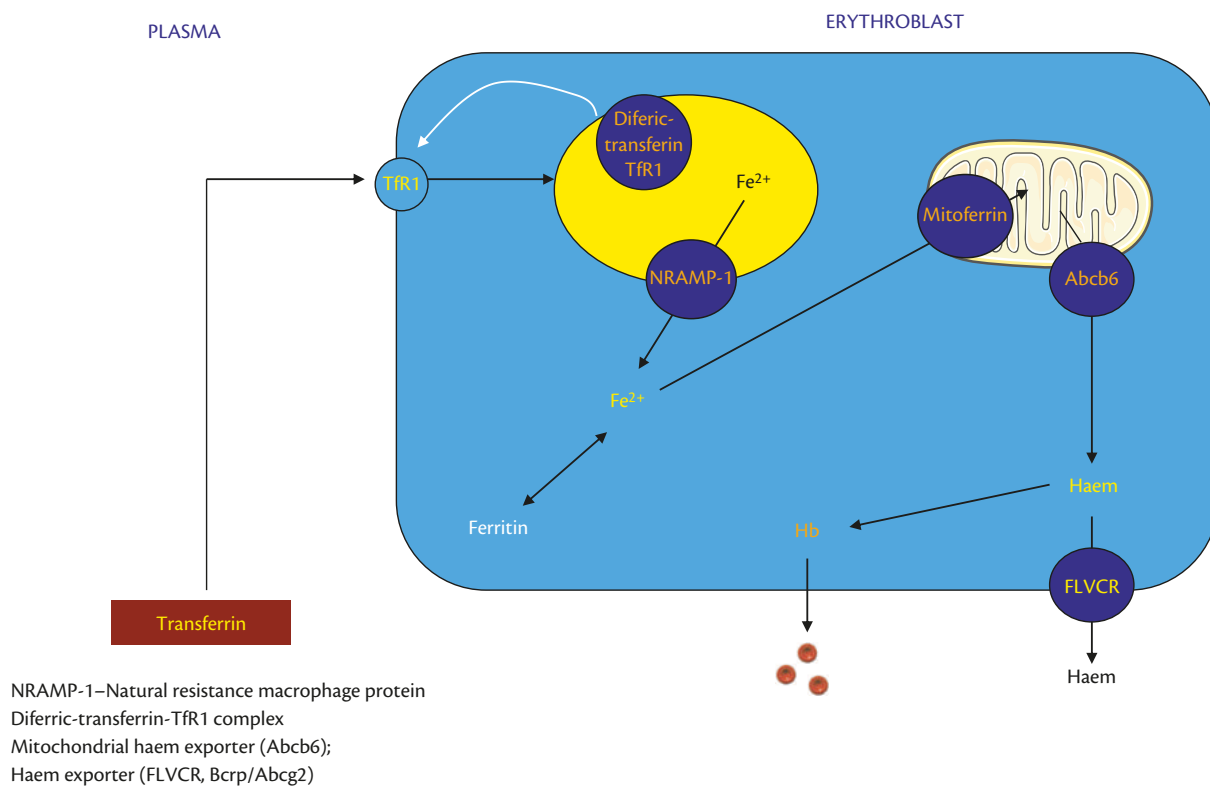 PLASMA
ERYTHROBLAST
Diferic-
transferin
TfR1
TfR1
Fe²⁺
Mitoferrin
NRAMP-1
Abcb6
Fe²⁺
Haem
Ferritin
Hb
FLVCR
Transferrin
Haem
NRAMP-1–Natural resistance macrophage protein
Diferric-transferrin-TfR1 complex
Mitochondrial haem exporter (Abcb6);
Haem exporter (FLVCR, Bcrp/Abcg2)